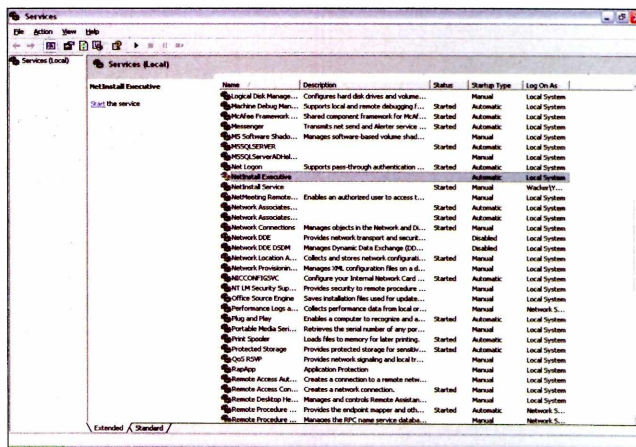 Services
File Action View Help
Services (Local)
Services (Local)
NetInstall Executive
Start the service
Name / Description Status Startup Type Log On As
Logical Disk Manage... Configures hard disk drives and volume... Manual Local System
Machine Debug Man... Supports local and remote debugging f... Started Automatic Local System
McAfee Framework ... Shared component framework for McAf... Started Automatic Local System
Messenger Transmits net send and Alerter service ... Started Automatic Local System
MS Software Shado... Manages software-based volume shad... Manual Local System
MSSQLSERVER Started Automatic Local System
MSSQLServerADHel... Manual Local System
Net Logon Supports pass-through authentication ... Started Automatic Local System
NetInstall Executive Automatic Local System
NetInstall Service Started Manual Wacker\Y...
NetMeeting Remote... Enables an authorized user to access t... Manual Local System
Network Associates... Started Automatic Local System
Network Associates... Started Automatic Local System
Network Connections Manages objects in the Network and Di... Started Manual Local System
Network DDE Provides network transport and securit... Disabled Local System
Network DDE DSDM Manages Dynamic Data Exchange (DD... Disabled Local System
Network Location A... Collects and stores network configurati... Started Manual Local System
Network Provisionin... Manages XML configuration files on a d... Manual Local System
NICCONFIGSVC Configure your Internal Network Card ... Started Automatic Local System
NT LM Security Sup... Provides security to remote procedure ... Manual Local System
Office Source Engine Saves installation files used for update... Manual Local System
Performance Logs a... Collects performance data from local or... Manual Network S...
Plug and Play Enables a computer to recognize and a... Started Automatic Local System
Portable Media Seri... Retrieves the serial number of any por... Manual Local System
Print Spooler Loads files to memory for later printing. Started Automatic Local System
Protected Storage Provides protected storage for sensitiv... Started Automatic Local System
QoS RSVP Provides network signaling and local tr... Manual Local System
RapApp Application Protection Manual Local System
Remote Access Aut... Creates a connection to a remote netw... Manual Local System
Remote Access Con... Creates a network connection. Started Manual Local System
Remote Desktop He... Manages and controls Remote Assistan... Manual Local System
Remote Procedure ... Provides the endpoint mapper and oth... Started Automatic Network S...
Remote Procedure ... Manages the RPC name service databa... Manual Network S...
Extended Standard